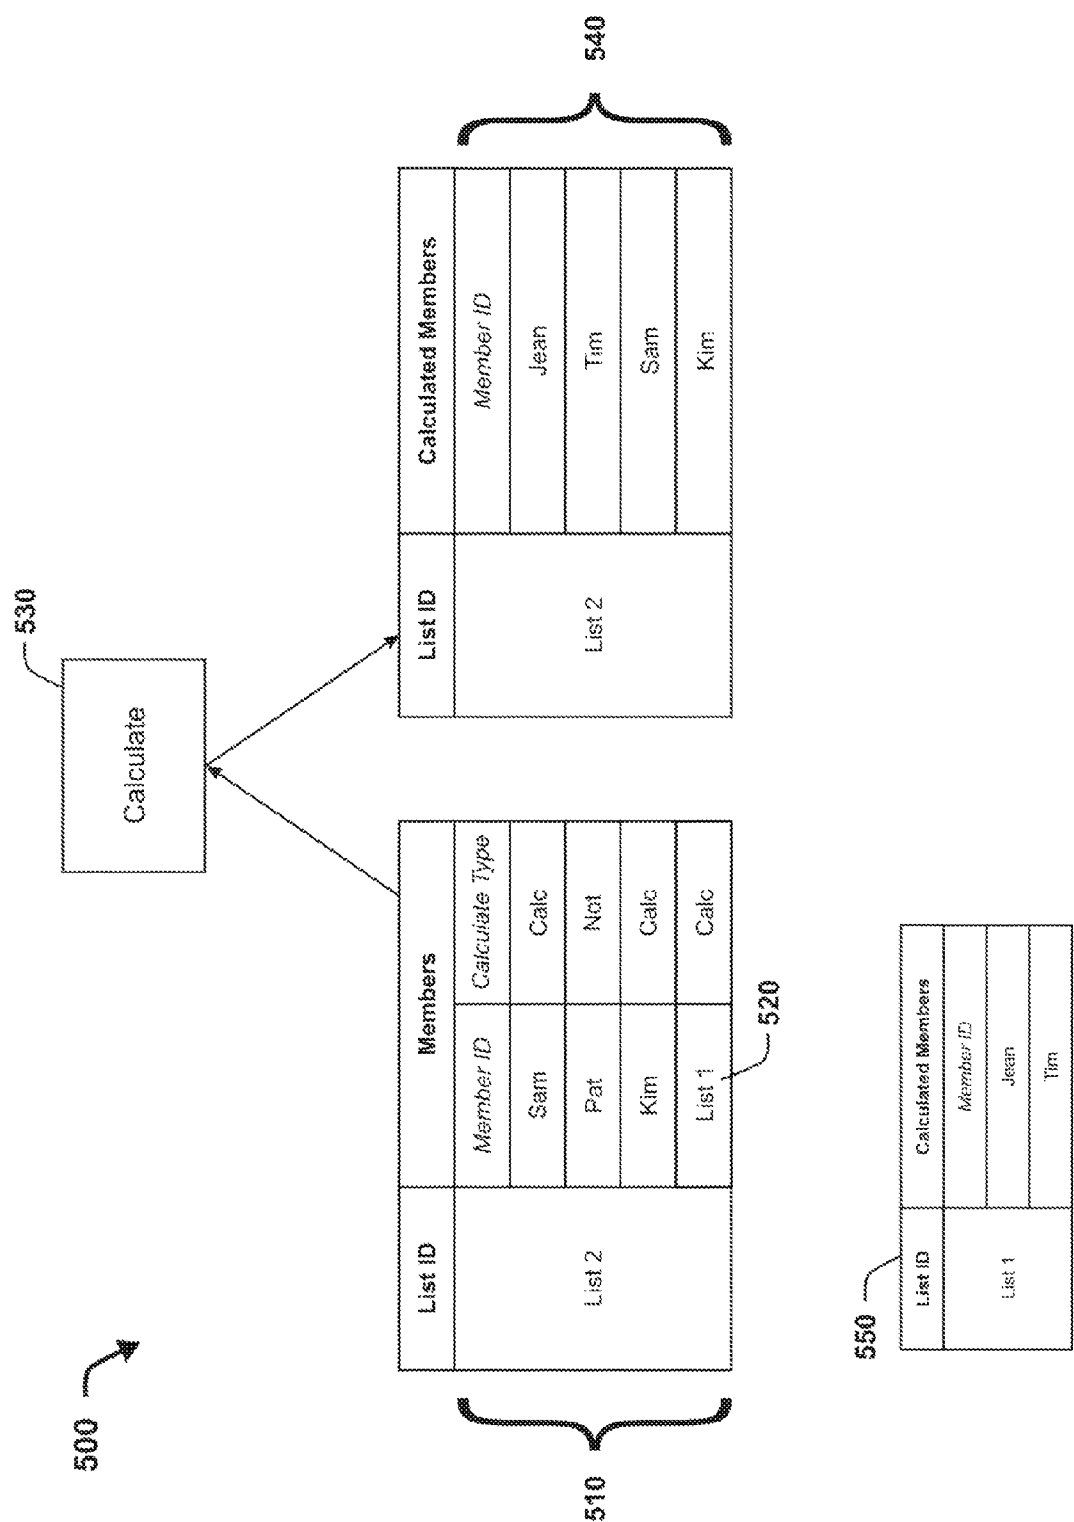 500
530
Calculate
510
List ID Members
Member ID Calculate Type
List 2
Sam Calc
Pat Not
Kim Calc
List 1 Calc
520
List ID Calculated Members
Member ID
List 2
Jean
Tim
Sam
Kim
540
550
List ID Calculated Members
Member ID
List 1
Jean
Tim